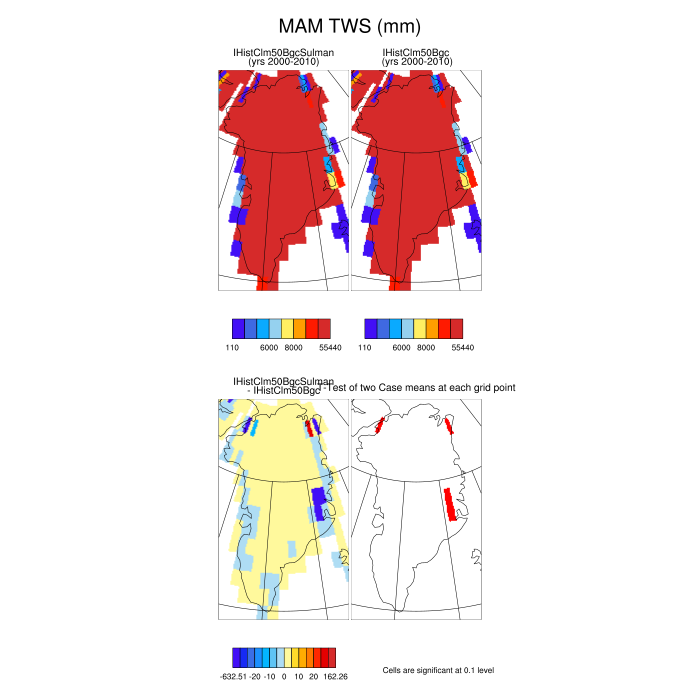 MAM TWS (mm)
IHistClm50BgcSulman
(yrs 2000-2010)
IHistClm50Bgc
(yrs 2000-2010)
110 6000 8000 55440
110 6000 8000 55440
IHistClm50BgcSulman
- IHistClm50Bgc
T-Test of two Case means at each grid point
-632.51 -20 -10 0 10 20 162.26
Cells are significant at 0.1 level